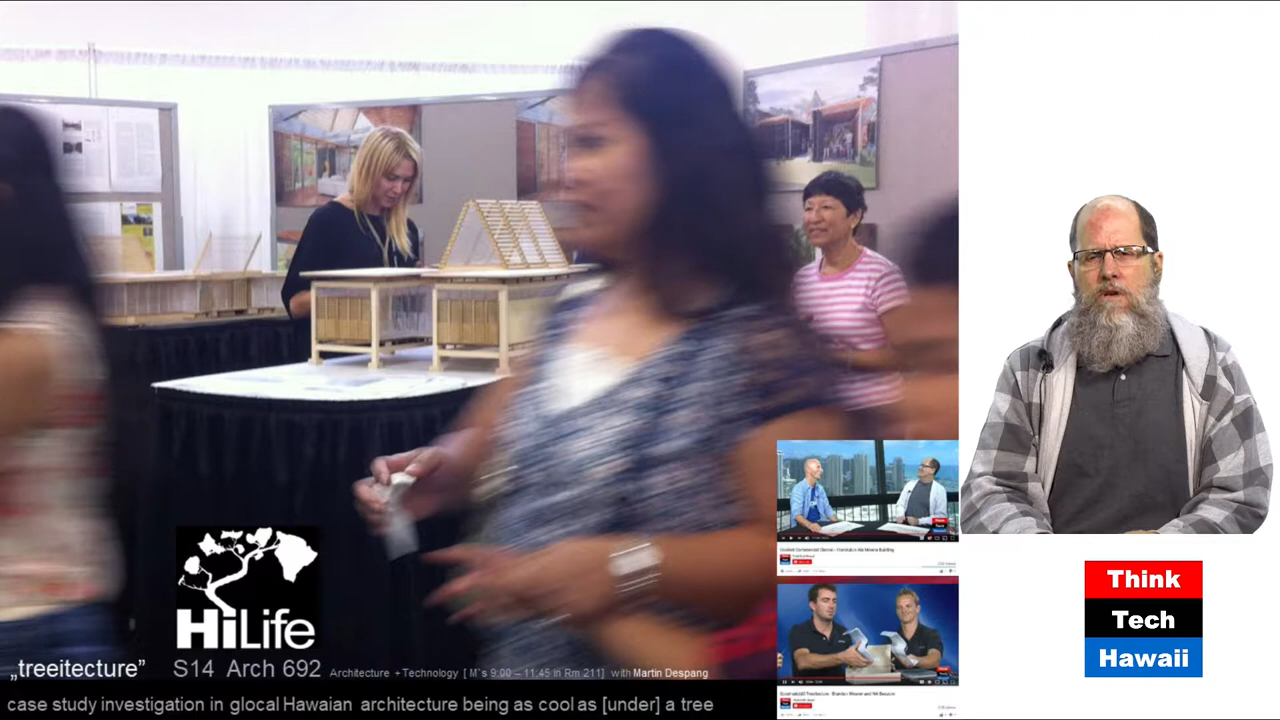 HiLife
„treeitecture” S14 Arch 692 Architecture + Technology [ M`s 9:00 – 11:45 in Rm 211] with Martin Despang
ase study investigation in glocal Hawaiian architecture being as cool as [under] a tree
Think
Tech
Hawaii